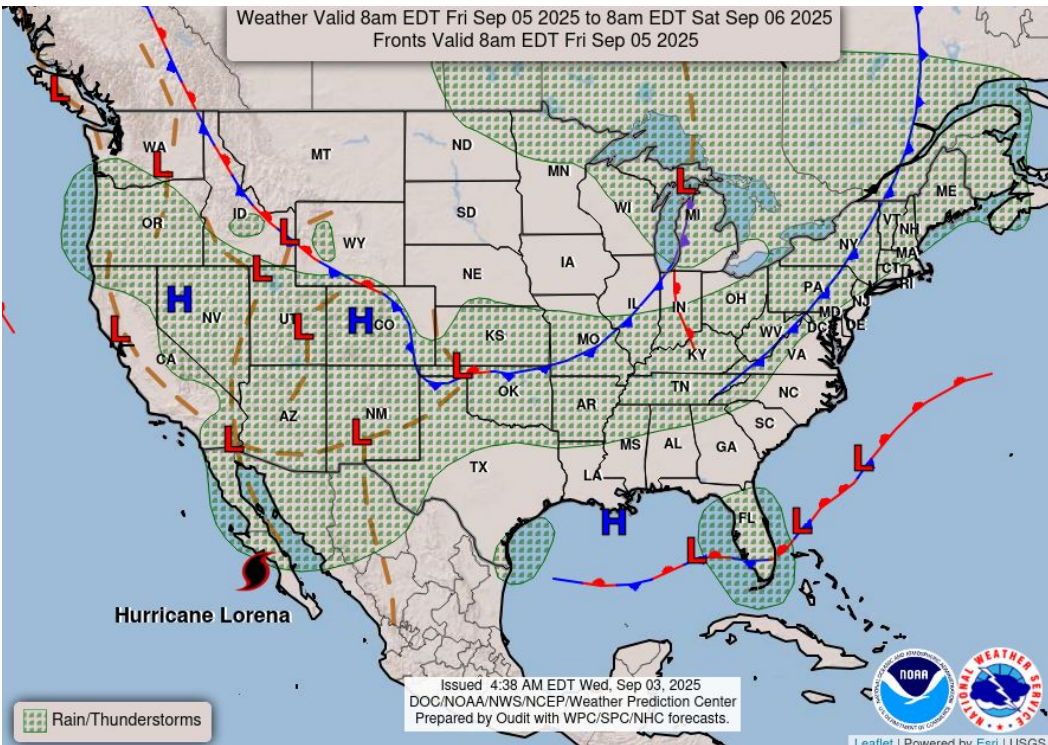 Weather Valid 8am EDT Fri Sep 05 2025 to 8am EDT Sat Sep 06 2025
Fronts Valid 8am EDT Fri Sep 05 2025
L
WA
L
MT
ND
MN
L
WI
MI
ME
VT
NH
NY
MA
CT
RI
OR
ID
L
WY
SD
L
H
NV
UT
L
H
CO
NE
IA
IL
IN
OH
PA
NJ
MD
DE
DC
WV
VA
L
CA
KS
MO
KY
L
OK
AR
TN
NC
AZ
NM
L
L
TX
LA
MS
AL
GA
SC
L
H
FL
L
L
Hurricane Lorena
Issued 4:38 AM EDT Wed, Sep 03, 2025
DOC/NOAA/NWS/NCEP/Weather Prediction Center
Prepared by Oudit with WPC/SPC/NHC forecasts.
Rain/Thunderstorms
NOAA
NATIONAL WEATHER SERVICE
Leaflet | Powered by Esri | USGS